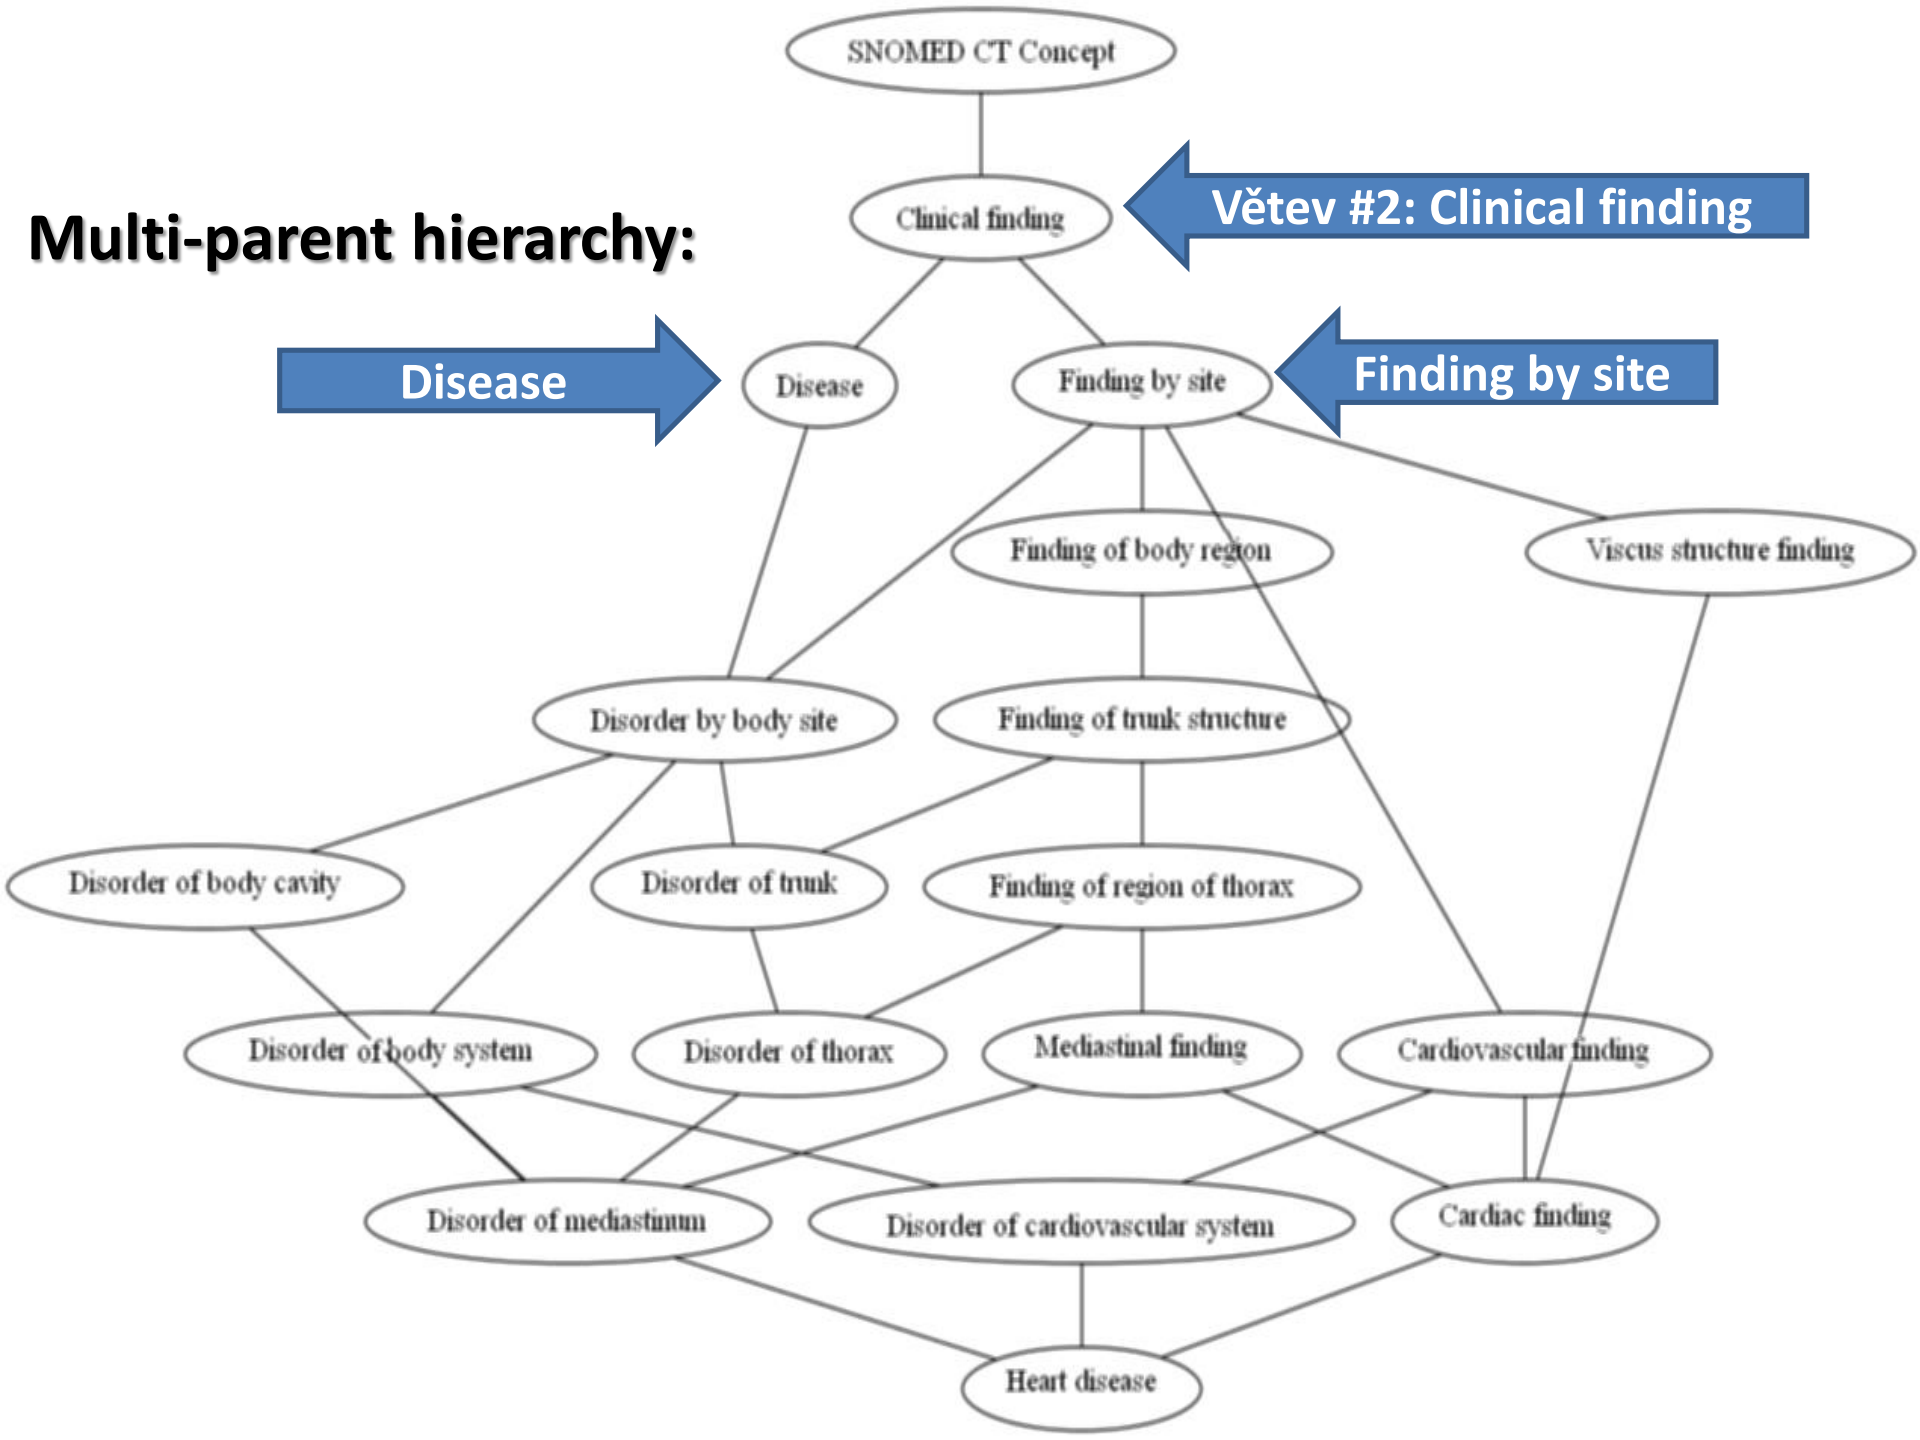 SNOMED CT Concept
Clinical finding
Větev #2: Clinical finding
Multi-parent hierarchy:
Disease
Disease
Finding by site
Finding by site
Finding of body region
Viscus structure finding
Disorder by body site
Finding of trunk structure
Disorder of body cavity
Disorder of trunk
Finding of region of thorax
Disorder of body system
Disorder of thorax
Mediastinal finding
Cardiovascular finding
Disorder of mediastinum
Disorder of cardiovascular system
Cardiac finding
Heart disease